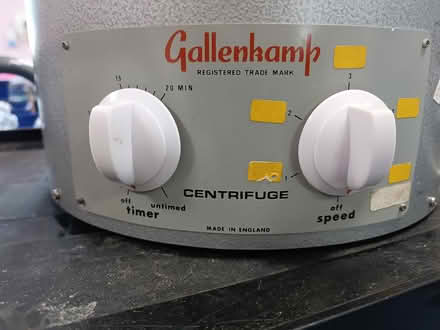 Gallenkamp
REGISTERED TRADE MARK
15
20 MIN
3
2
1
CENTRIFUGE
off
untimed
timer
off
speed
MADE IN ENGLAND